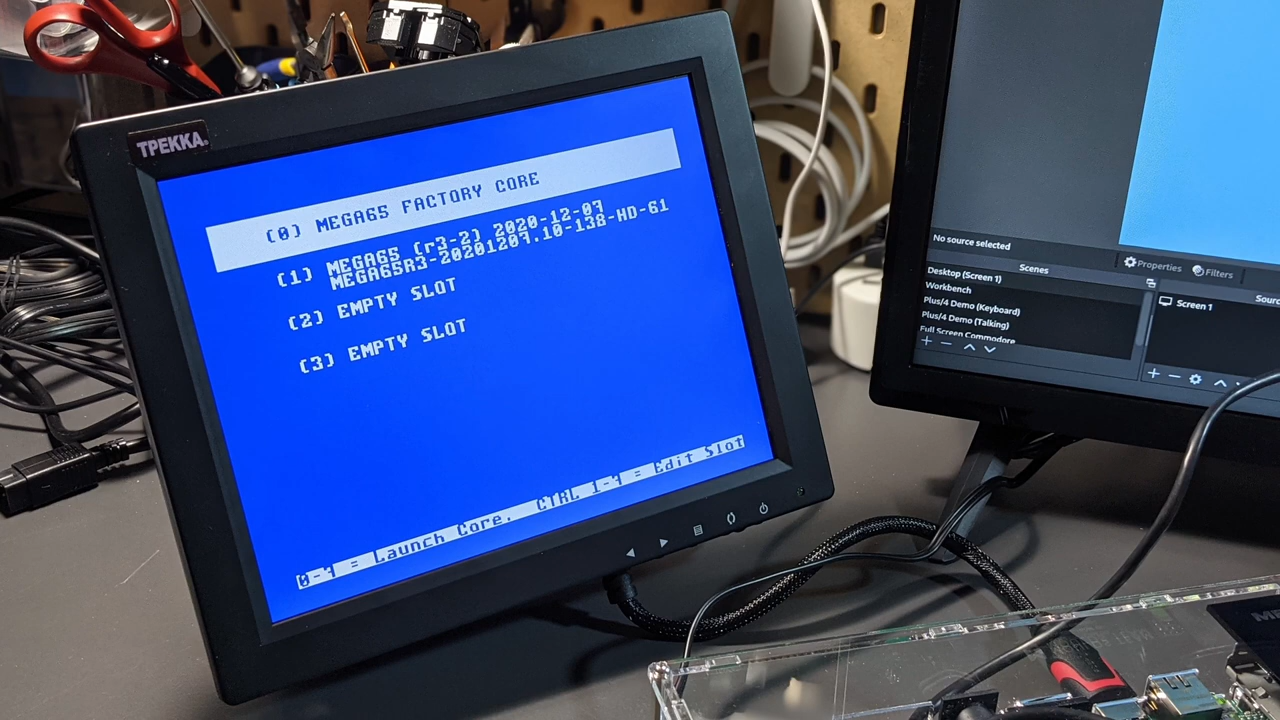 TPEKKA
(0) MEGA65 FACTORY CORE
(1) MEGA65 (r3-2) 2020-12-07
MEGA65R3-20201207.10-138-HD-61
(2) EMPTY SLOT
(3) EMPTY SLOT
0-9 = Launch Core. CTRL 1-9 = Edit Slot
No source selected
Properties
Filters
Scenes
Desktop (Screen 1)
Workbench
Plus/4 Demo (Keyboard)
Plus/4 Demo (Talking)
Full Screen Commodore
Screen 1